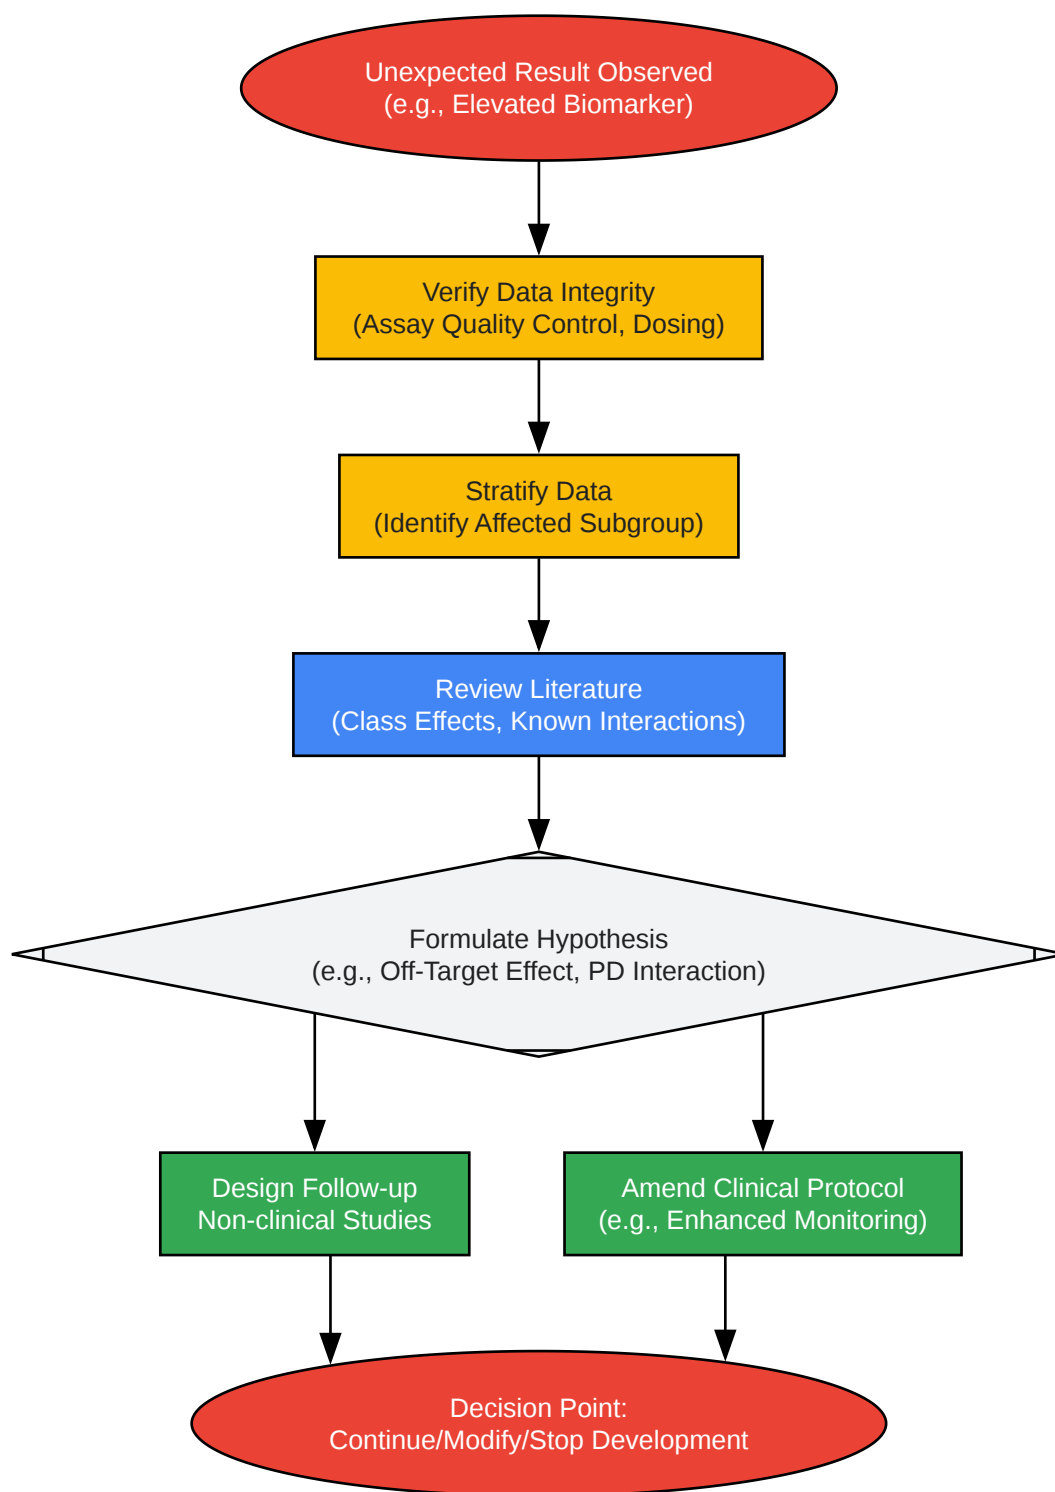 Unexpected Result Observed
(e.g., Elevated Biomarker)
Verify Data Integrity
(Assay Quality Control, Dosing)
Stratify Data
(Identify Affected Subgroup)
Review Literature
(Class Effects, Known Interactions)
Formulate Hypothesis
(e.g., Off-Target Effect, PD Interaction)
Design Follow-up
Non-clinical Studies
Amend Clinical Protocol
(e.g., Enhanced Monitoring)
Decision Point:
Continue/Modify/Stop Development